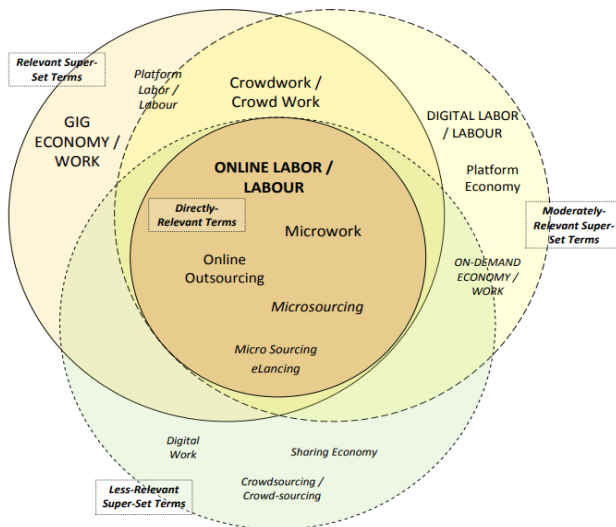 Relevant Super-
Set Terms
Platform
Labor /
Labour
Crowdwork /
Crowd Work
GIG
ECONOMY /
WORK
DIGITAL LABOR /
LABOUR
Platform
Economy
ONLINE LABOR /
LABOUR
Directly-
Relevant Terms
Moderately-
Relevant Super-
Set Terms
Microwork
Online
Outsourcing
ON-DEMAND
ECONOMY /
WORK
Microsourcing
Micro Sourcing
eLancing
Digital
Work
Sharing Economy
Crowdsourcing /
Crowd-sourcing
Less-Relevant
Super-Set Terms